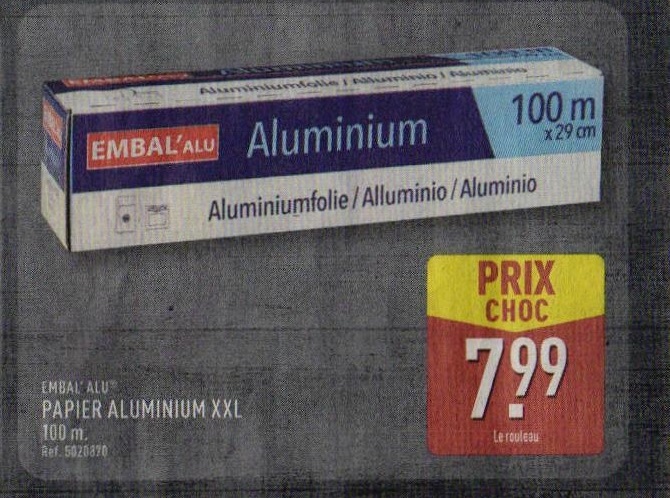 Aluminiumfolie / Alluminio / Aluminio
EMBAL'ALU
Aluminium
100 m
x 29 cm
Aluminiumfolie / Alluminio / Aluminio
PRIX
CHOC
7.99
Le rouleau
EMBAL' ALU®
PAPIER ALUMINIUM XXL
100 m.
Ref. 5020870